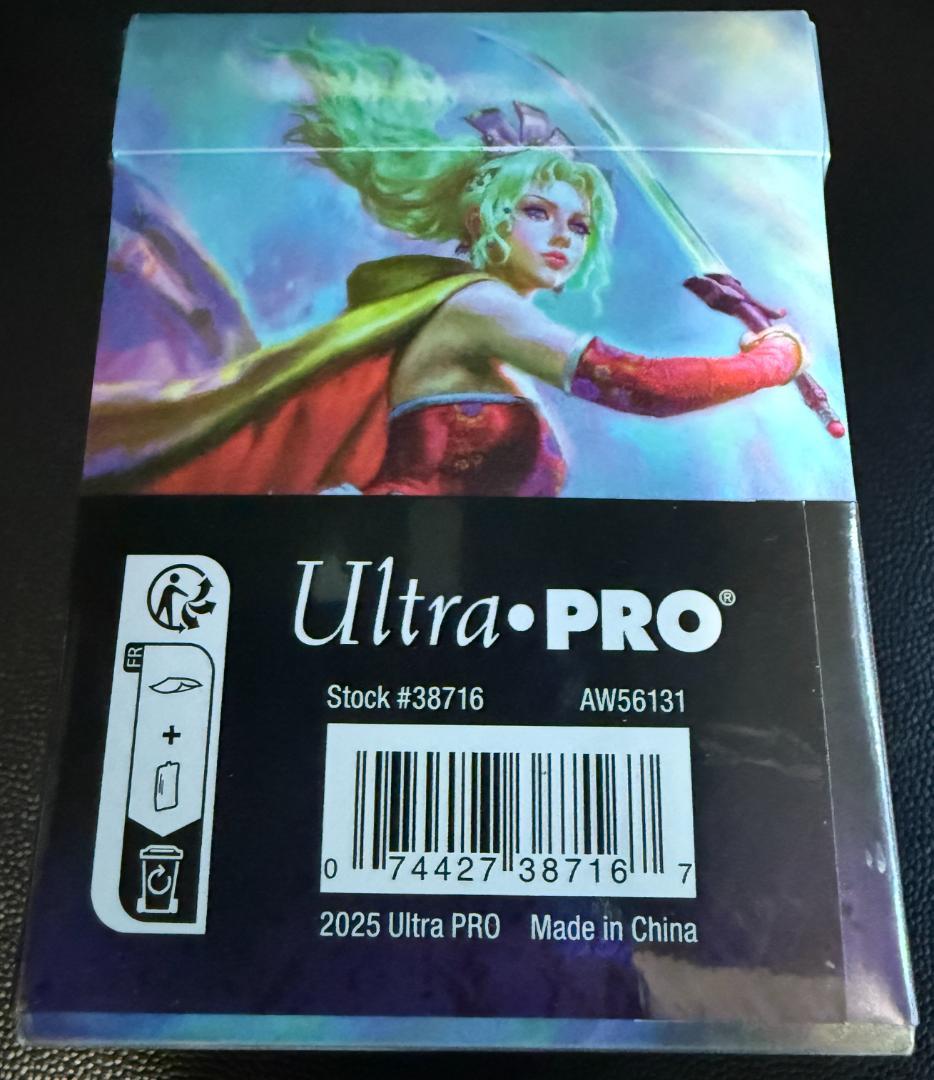 Ultra•PRO®
FR
Stock #38716 AW56131
+
0 74427 38716 7
2025 Ultra PRO Made in China